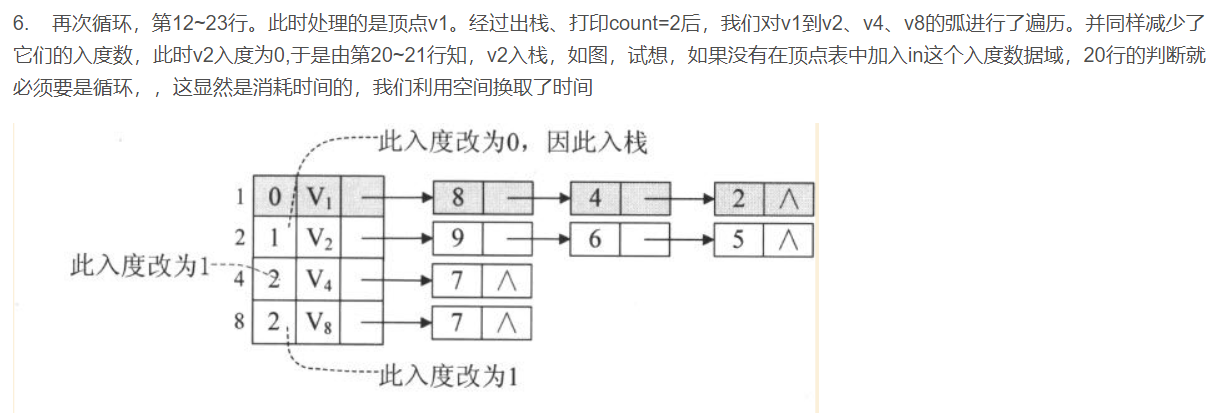 6. 再次循环，第12~23行。此时处理的是顶点v1。经过出栈、打印count=2后，我们对v1到v2、v4、v8的弧进行了遍历。并同样减少了
它们的入度数，此时v2入度为0,于是由第20~21行知，v2入栈，如图，试想，如果没有在顶点表中加入in这个入度数据域，20行的判断就
必须要是循环，，这显然是消耗时间的，我们利用空间换取了时间
此入度改为0，因此入栈
1 0 V1 8 4 2 ∧
2 1 V2 9 6 5 ∧
此入度改为1
4 2 V4 7 ∧
8 2 V8 7 ∧
此入度改为1